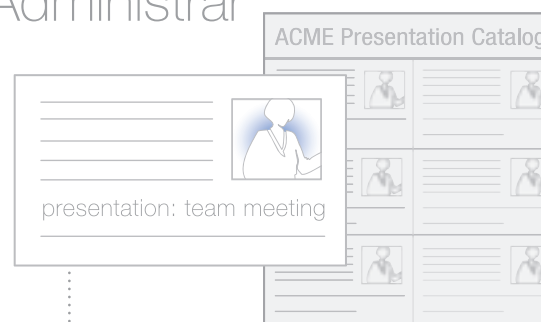 Administrar
ACME Presentation Catalog
presentation: team meeting